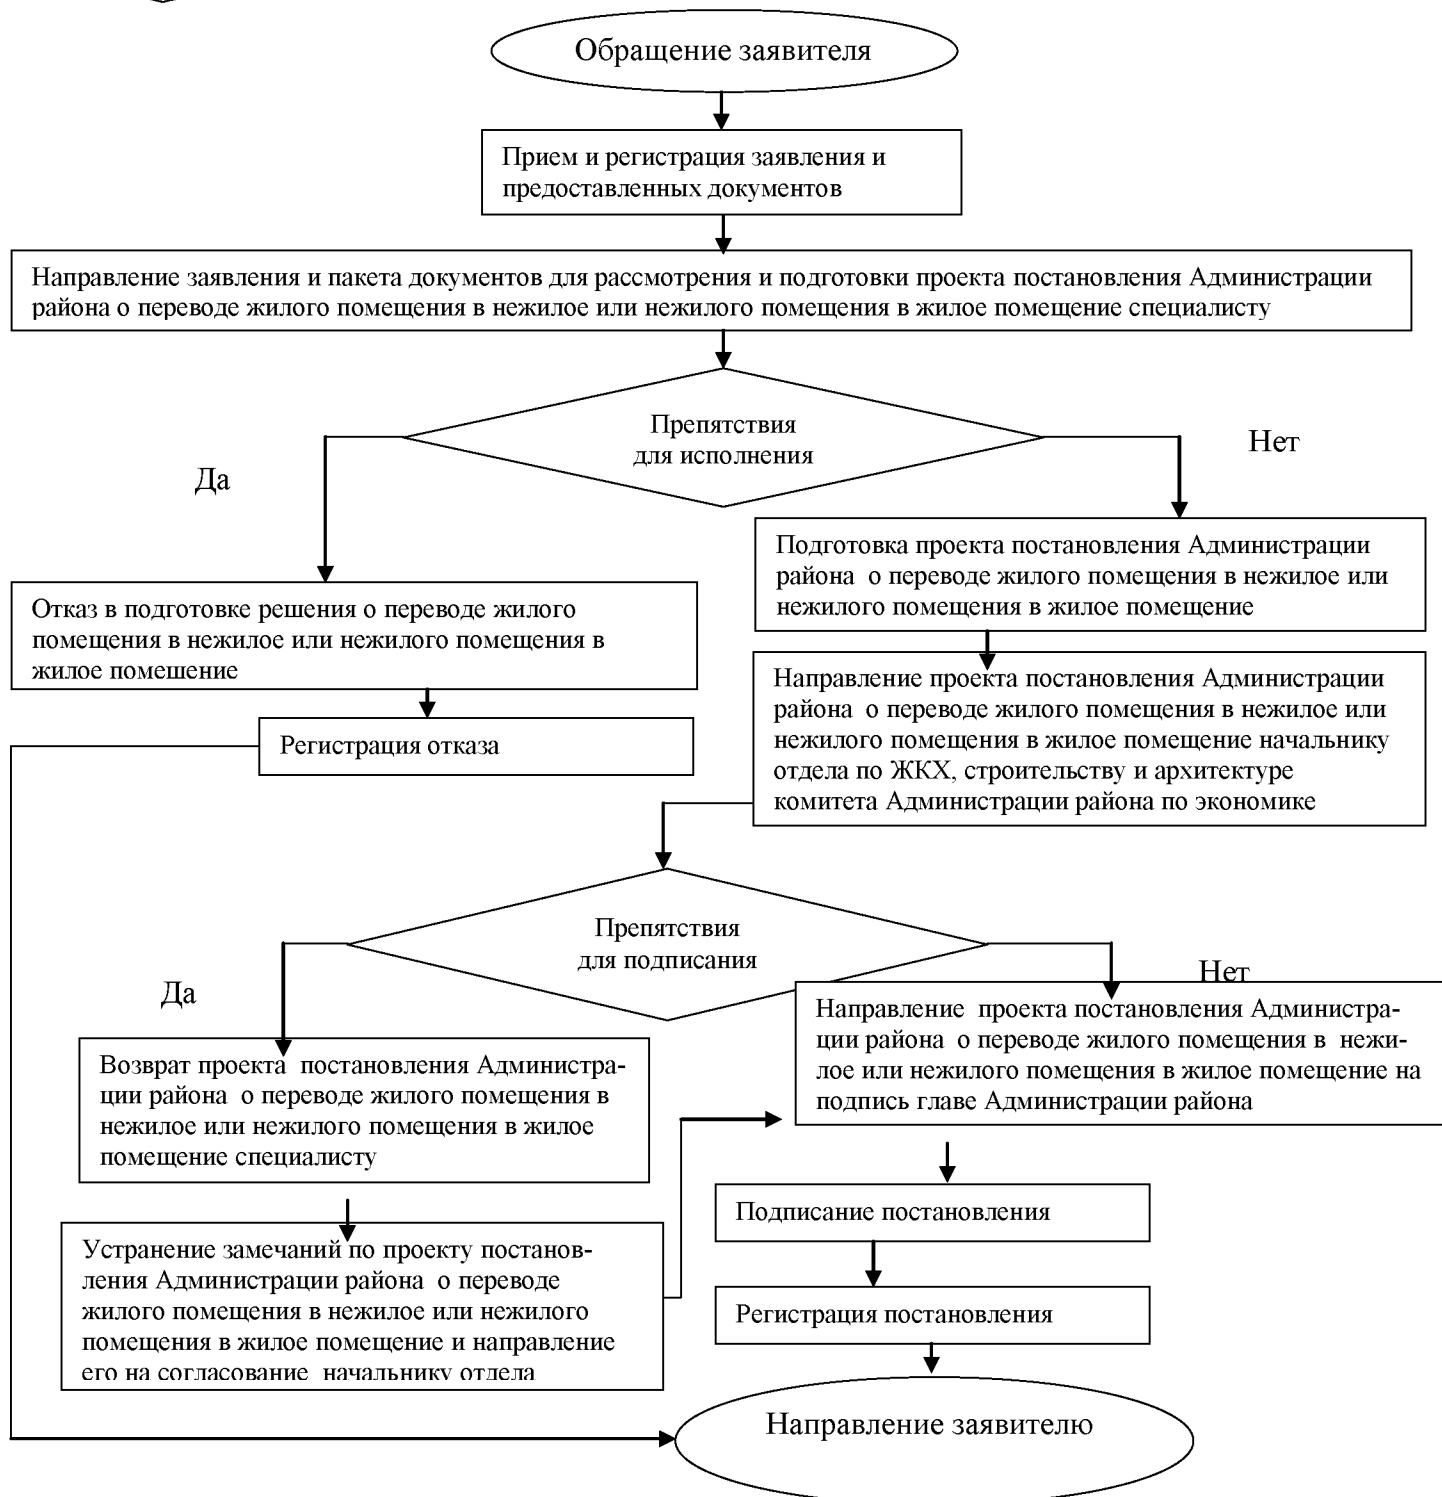 Обращение заявителя
Прием и регистрация заявления и
предоставленных документов
Направление заявления и пакета документов для рассмотрения и подготовки проекта постановления Администрации
района о переводе жилого помещения в нежилое или нежилого помещения в жилое помещение специалисту
Препятствия
для исполнения
Да
Нет
Подготовка проекта постановления Администрации
района о переводе жилого помещения в нежилое или
нежилого помещения в жилое помещение
Отказ в подготовке решения о переводе жилого
помещения в нежилое или нежилого помещения в
жилое помещение
Направление проекта постановления Администрации
района о переводе жилого помещения в нежилое или
нежилого помещения в жилое помещение начальнику
отдела по ЖКХ, строительству и архитектуре
комитета Администрации района по экономике
Регистрация отказа
Препятствия
для подписания
Да
Нет
Направление проекта постановления Администра-
ции района о переводе жилого помещения в нежи-
лое или нежилого помещения в жилое помещение на
подпись главе Администрации района
Возврат проекта постановления Администра-
ции района о переводе жилого помещения в
нежилое или нежилого помещения в жилое
помещение специалисту
Подписание постановления
Устранение замечаний по проекту постанов-
ления Администрации района о переводе
жилого помещения в нежилое или нежилого
помещения в жилое помещение и направление
его на согласование начальнику отдела
Регистрация постановления
Направление заявителю